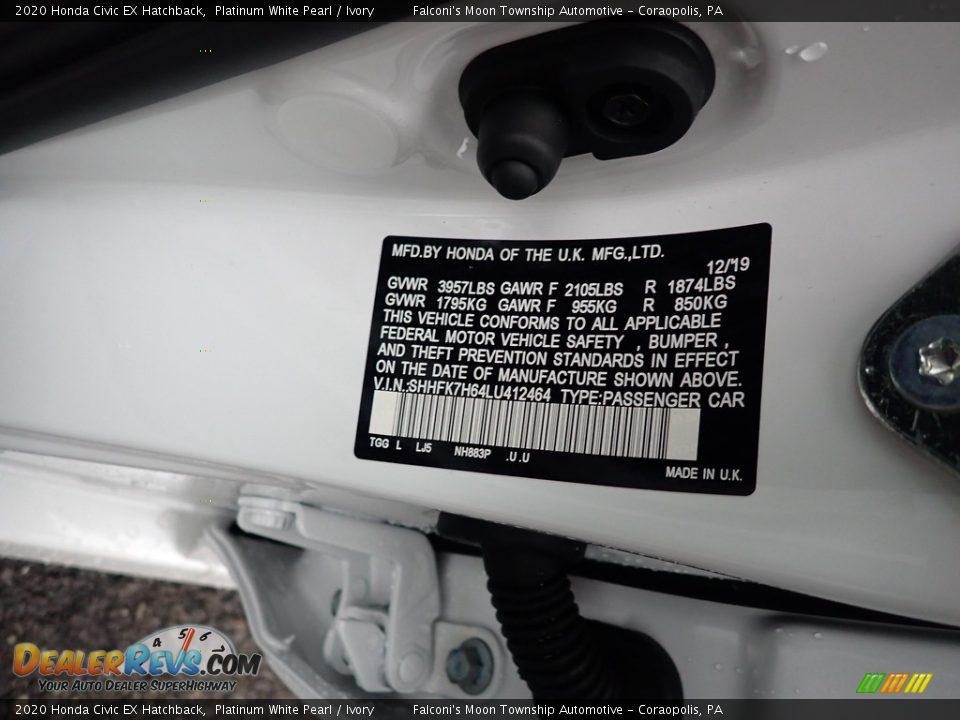 2020 Honda Civic EX Hatchback, Platinum White Pearl / Ivory Falconi's Moon Township Automotive - Coraopolis, PA
MFD.BY HONDA OF THE U.K. MFG.,LTD.
12/'19
GVWR 3957LBS GAWR F 2105LBS R 1874LBS
GVWR 1795KG GAWR F 955KG R 850KG
THIS VEHICLE CONFORMS TO ALL APPLICABLE
FEDERAL MOTOR VEHICLE SAFETY , BUMPER ,
AND THEFT PREVENTION STANDARDS IN EFFECT
ON THE DATE OF MANUFACTURE SHOWN ABOVE.
V.I.N.:SHHFK7H64LU412464 TYPE:PASSENGER CAR
TGG L LJ5 NH883P .U.U
MADE IN U.K.
4 5 6
DEALERREVS.COM
YOUR AUTO DEALER SUPERHIGHWAY
2020 Honda Civic EX Hatchback, Platinum White Pearl / Ivory Falconi's Moon Township Automotive - Coraopolis, PA